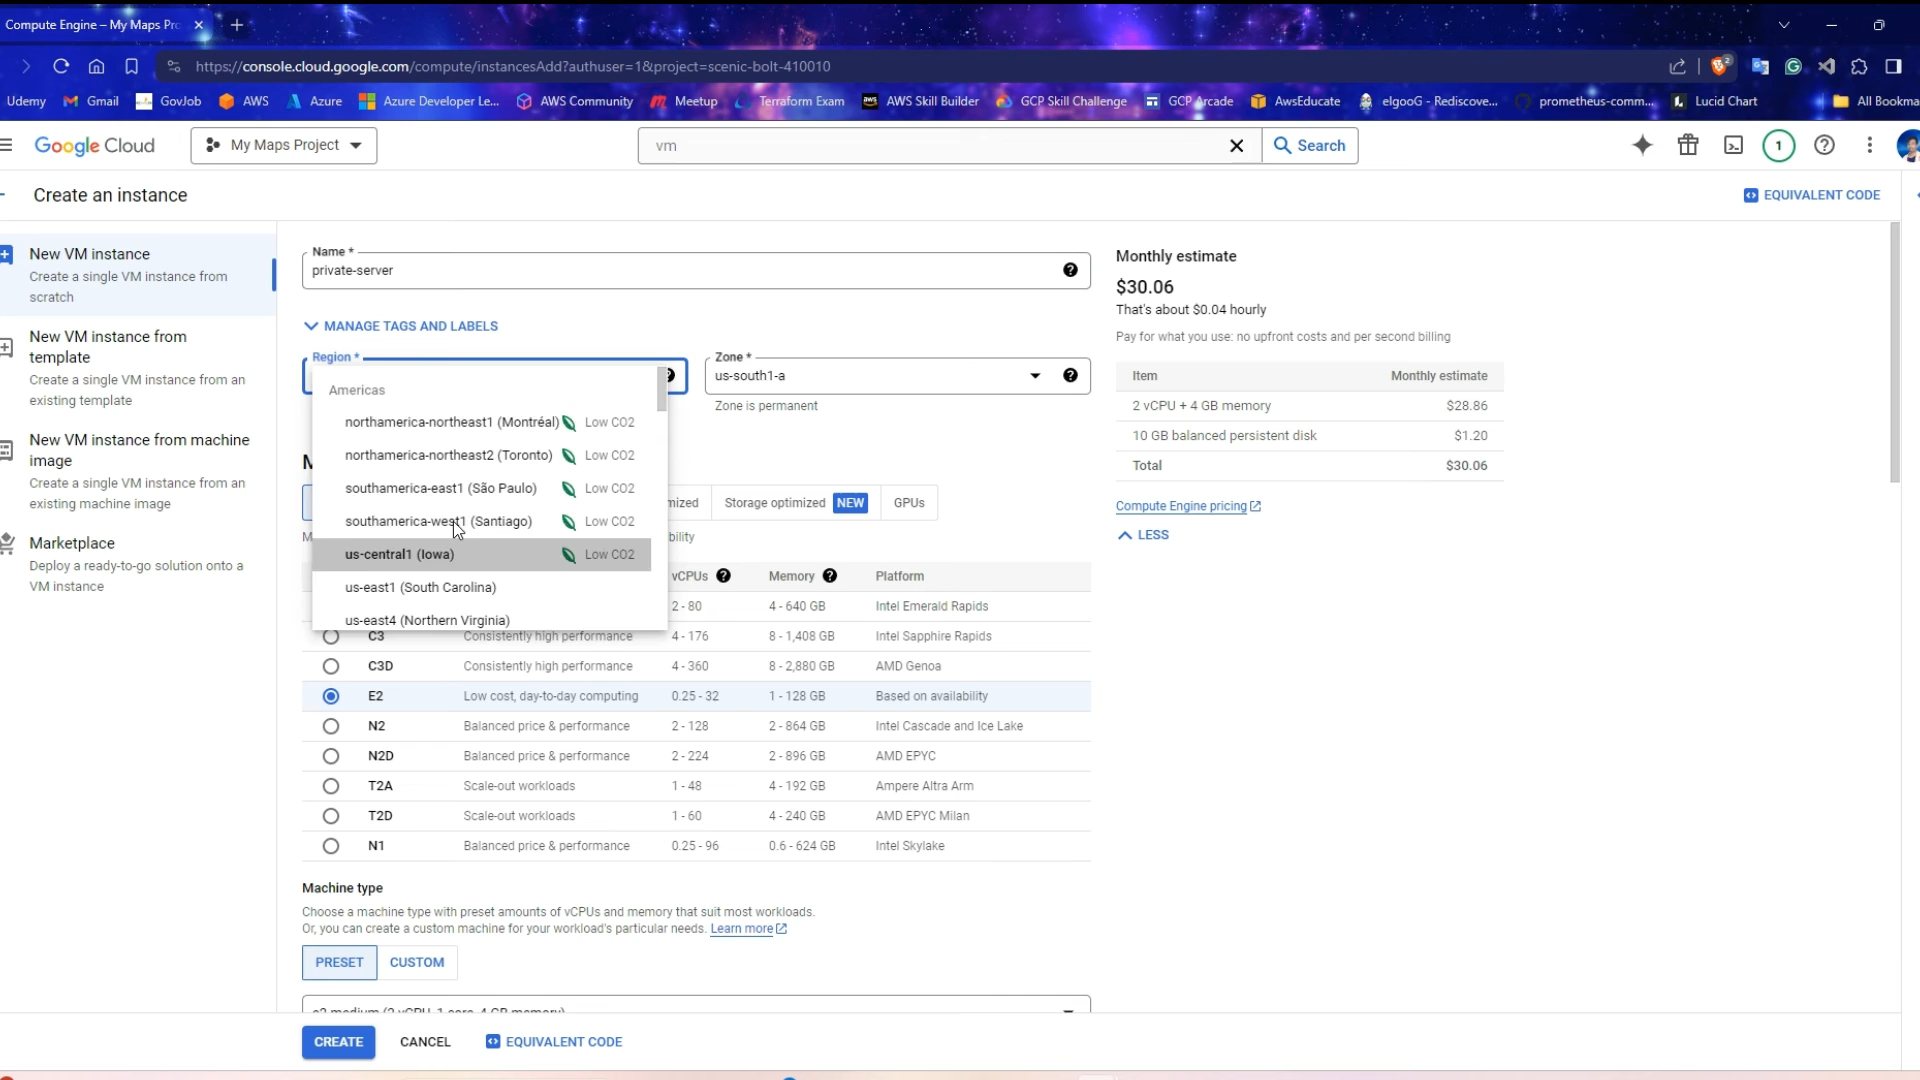 Compute Engine – My Maps Pro
https://console.cloud.google.com/compute/instancesAdd?authuser=1&project=scenic-bolt-410010
2
Udemy Gmail GovJob AWS Azure Azure Developer Le... AWS Community Meetup Terraform Exam AWS Skill Builder GCP Skill Challenge GCP Arcade AwsEducate elgooG - Rediscove... prometheus-comm... Lucid Chart All Bookma
Google Cloud My Maps Project vm Search 1
Create an instance EQUIVALENT CODE
New VM instance
Create a single VM instance from
scratch
New VM instance from
template
Create a single VM instance from an
existing template
New VM instance from machine
image
Create a single VM instance from an
existing machine image
Marketplace
Deploy a ready-to-go solution onto a
VM instance
Name *
private-server
MANAGE TAGS AND LABELS
Region *
Zone *
us-south1-a
Zone is permanent
Americas
northamerica-northeast1 (Montréal) Low CO2
northamerica-northeast2 (Toronto) Low CO2
southamerica-east1 (São Paulo) Low CO2
southamerica-west1 (Santiago) Low CO2
us-central1 (Iowa) Low CO2
us-east1 (South Carolina)
us-east4 (Northern Virginia)
M
mized Storage optimized NEW GPUs
M bility
vCPUs Memory Platform
2 - 80 4 - 640 GB Intel Emerald Rapids
C3 Consistently high performance 4 - 176 8 - 1,408 GB Intel Sapphire Rapids
C3D Consistently high performance 4 - 360 8 - 2,880 GB AMD Genoa
E2 Low cost, day-to-day computing 0.25 - 32 1 - 128 GB Based on availability
N2 Balanced price & performance 2 - 128 2 - 864 GB Intel Cascade and Ice Lake
N2D Balanced price & performance 2 - 224 2 - 896 GB AMD EPYC
T2A Scale-out workloads 1 - 48 4 - 192 GB Ampere Altra Arm
T2D Scale-out workloads 1 - 60 4 - 240 GB AMD EPYC Milan
N1 Balanced price & performance 0.25 - 96 0.6 - 624 GB Intel Skylake
Machine type
Choose a machine type with preset amounts of vCPUs and memory that suit most workloads.
Or, you can create a custom machine for your workload's particular needs. Learn more
PRESET CUSTOM
e2-medium (2 vCPU, 1 core, 4 GB memory)
CREATE CANCEL EQUIVALENT CODE
Monthly estimate
$30.06
That's about $0.04 hourly
Pay for what you use: no upfront costs and per second billing
Item Monthly estimate
2 vCPU + 4 GB memory $28.86
10 GB balanced persistent disk $1.20
Total $30.06
Compute Engine pricing
LESS